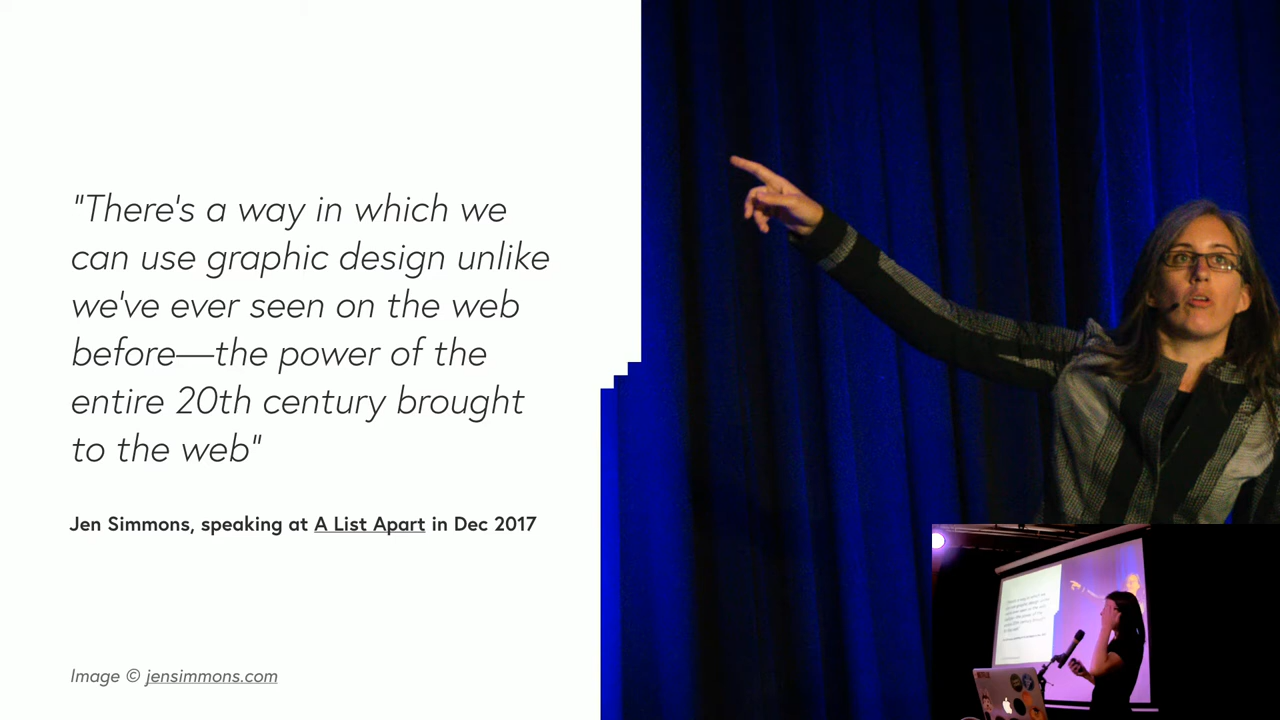 "There's a way in which we
can use graphic design unlike
we've ever seen on the web
before—the power of the
entire 20th century brought
to the web"
Jen Simmons, speaking at A List Apart in Dec 2017
Image © jensimmons.com